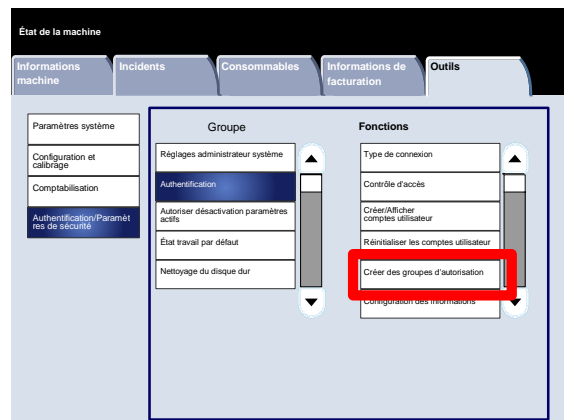 État de la machine
Informations machine
Incidents
Consommables
Informations de facturation
Outils
Paramètres système
Configuration et calibrage
Comptabilisation
Authentification/Paramèt
res de sécurité
Groupe
Réglages administrateur système
Authentification
Autoriser désactivation paramètres
actifs
État travail par défaut
Nettoyage du disque dur
Fonctions
Type de connexion
Contrôle d'accès
Créer/Afficher
comptes utilisateur
Réinitialiser les comptes utilisateur
Créer des groupes d'autorisation
Configuration des informations